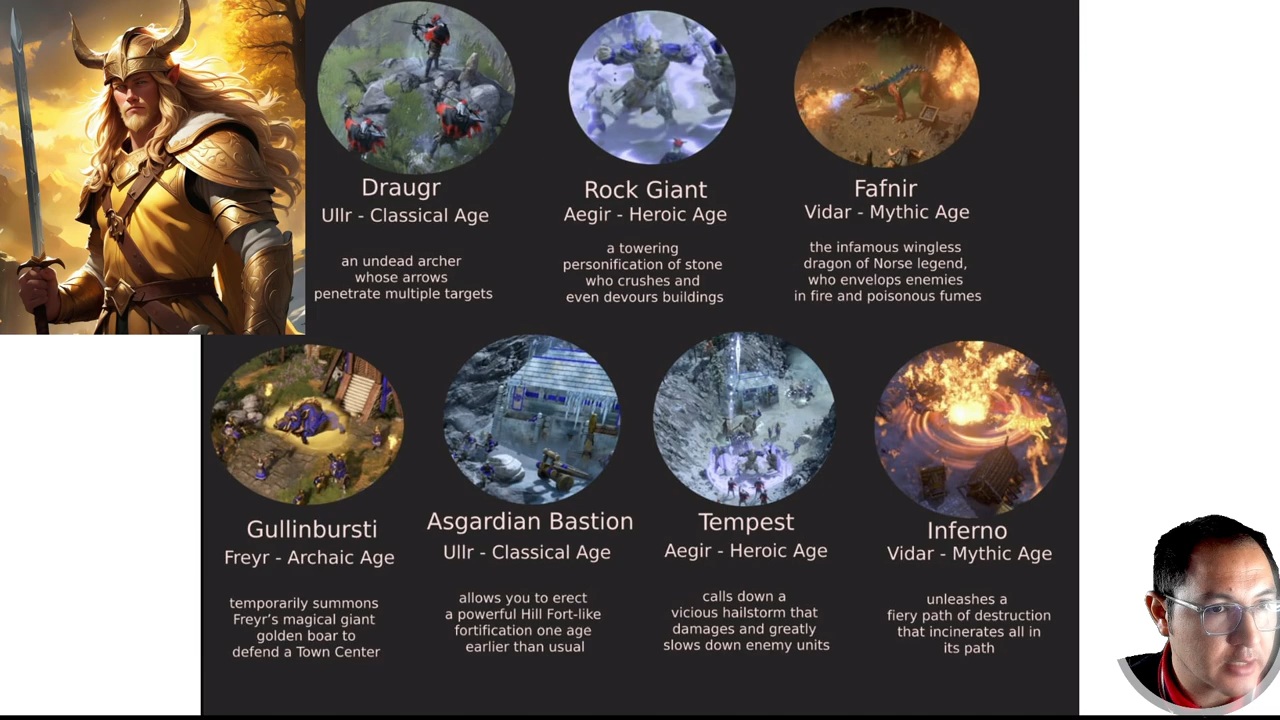 Draugr
Ullr - Classical Age
an undead archer
whose arrows
penetrate multiple targets
Rock Giant
Aegir - Heroic Age
a towering
personification of stone
who crushes and
even devours buildings
Fafnir
Vidar - Mythic Age
the infamous wingless
dragon of Norse legend,
who envelops enemies
in fire and poisonous fumes
Gullinbursti
Freyr - Archaic Age
temporarily summons
Freyr’s magical giant
golden boar to
defend a Town Center
Asgardian Bastion
Ullr - Classical Age
allows you to erect
a powerful Hill Fort-like
fortification one age
earlier than usual
Tempest
Aegir - Heroic Age
calls down a
vicious hailstorm that
damages and greatly
slows down enemy units
Inferno
Vidar - Mythic Age
unleashes a
fiery path of destruction
that incinerates all in
its path